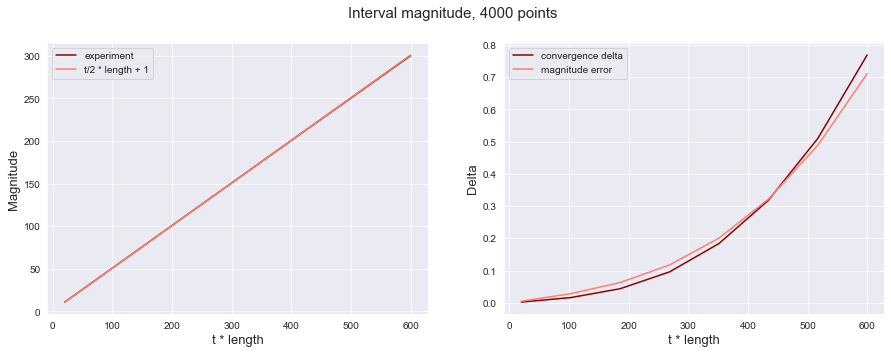 Interval magnitude, 4000 points
experiment
t/2 * length + 1
Magnitude
300
250
200
150
100
50
0
0 100 200 300 400 500 600
t * length
convergence delta
magnitude error
Delta
0.8
0.7
0.6
0.5
0.4
0.3
0.2
0.1
0.0
0 100 200 300 400 500 600
t * length